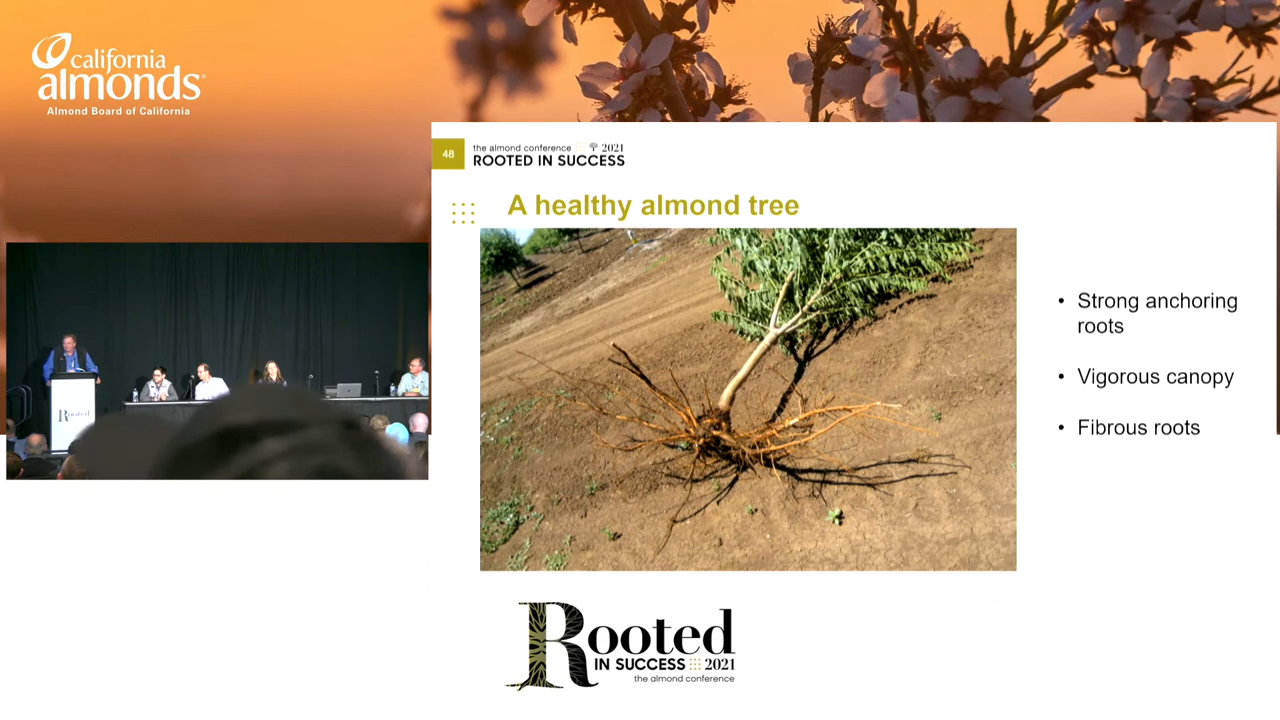 california
almonds
Almond Board of California
48
the almond conference 2021
ROOTED IN SUCCESS
A healthy almond tree
• Strong anchoring
roots
• Vigorous canopy
• Fibrous roots
Rooted
Rooted
IN SUCCESS 2021
the almond conference